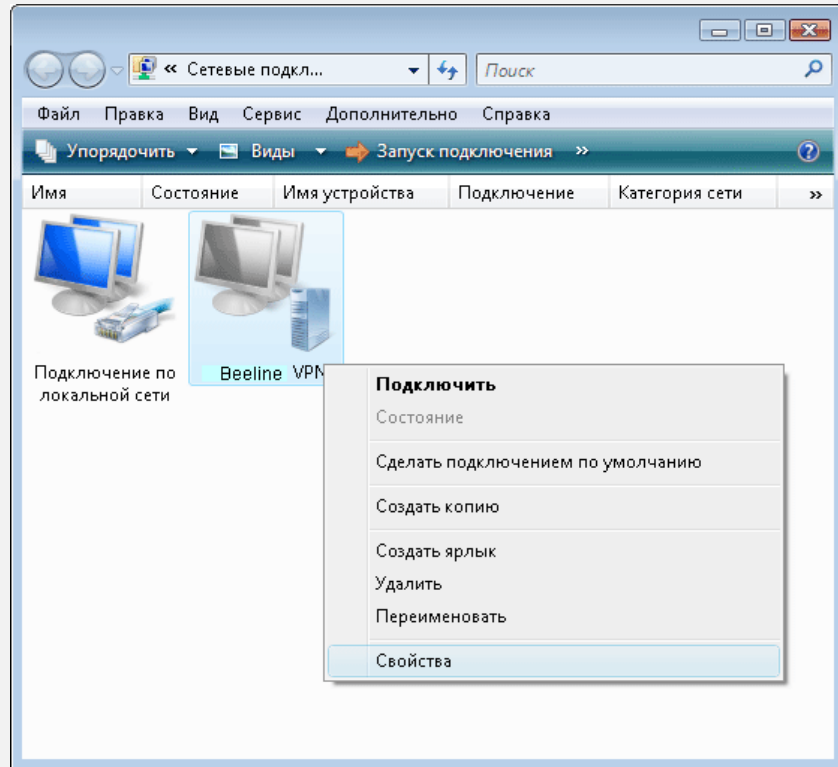 « Сетевые подкл...
Поиск
Файл Правка Вид Сервис Дополнительно Справка
Упорядочить Виды Запуск подключения »
Имя Состояние Имя устройства Подключение Категория сети »
Подключение по
локальной сети
Beeline VPN
Подключить
Состояние
Сделать подключением по умолчанию
Создать копию
Создать ярлык
Удалить
Переименовать
Свойства